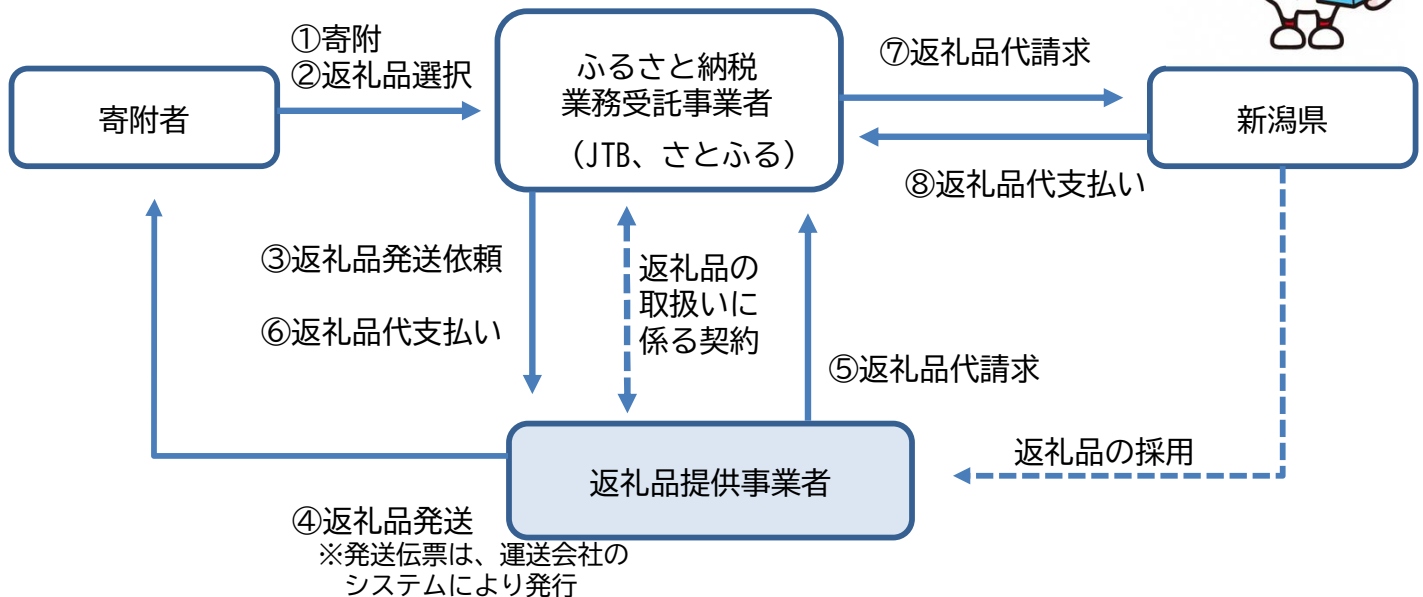 ①寄附
②返礼品選択
寄附者
ふるさと納税
業務受託事業者
（JTB、さとふる）
⑦返礼品代請求
新潟県
⑧返礼品代支払い
③返礼品発送依頼
⑥返礼品代支払い
返礼品の
取扱いに
係る契約
⑤返礼品代請求
返礼品の採用
返礼品提供事業者
④返礼品発送
※発送伝票は、運送会社の
システムにより発行